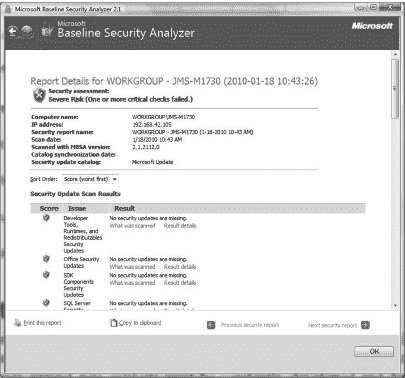 Microsoft Baseline Security Analyzer 2.1
Microsoft
Baseline Security Analyzer
Microsoft
Report Details for WORKGROUP - JMS-M1730 (2010-01-18 10:43:26)
Security assessment:
Severe Risk (One or more critical checks failed.)
Computer name: WORKGROUP\JMS-M1730
IP address: 192.168.42.105
Security report name: WORKGROUP - JMS-M1730 (1-18-2010 10-43 AM)
Scan date: 1/18/2010 10:43 AM
Scanned with MBSA version: 2.1.2112.0
Catalog synchronization date:
Security update catalog: Microsoft Update
Sort Order: Score (worst first)
Security Update Scan Results
Score Issue Result
Developer No security updates are missing.
Tools, What was scanned Result details
Runtimes, and
Redistributables
Security
Updates
Office Security No security updates are missing.
Updates What was scanned Result details
SDK No security updates are missing.
Components What was scanned Result details
Security
Updates
SQL Server No security updates are missing.
Security What was scanned Result details
Print this report Copy to clipboard Previous security report Next security report
OK